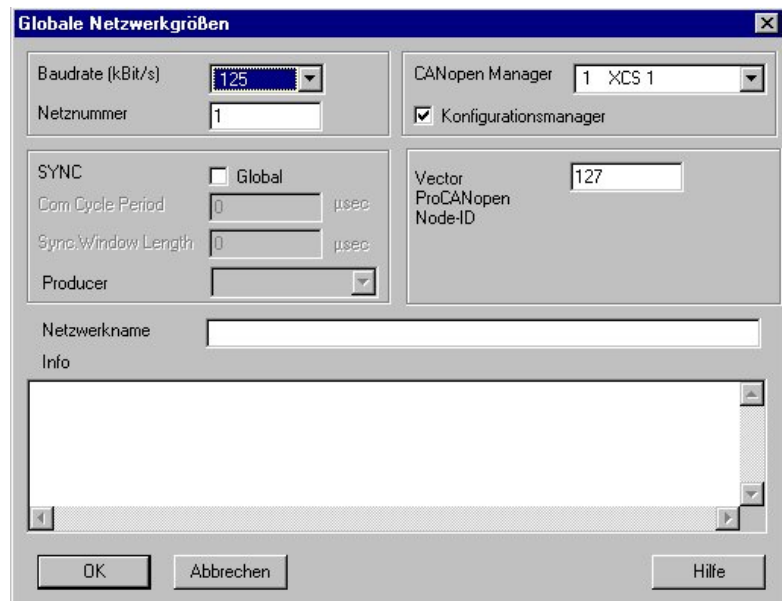 Globale Netzwerkgrößen
Baudrate (kBit/s) 125
Netznummer 1
CANopen Manager 1 XCS 1
Konfigurationsmanager
SYNC Global
Com Cycle Period 0 µsec
Sync.Window Length 0 µsec
Producer
Vector 127
ProCANopen
Node-ID
Netzwerkname
Info
OK Abbrechen Hilfe